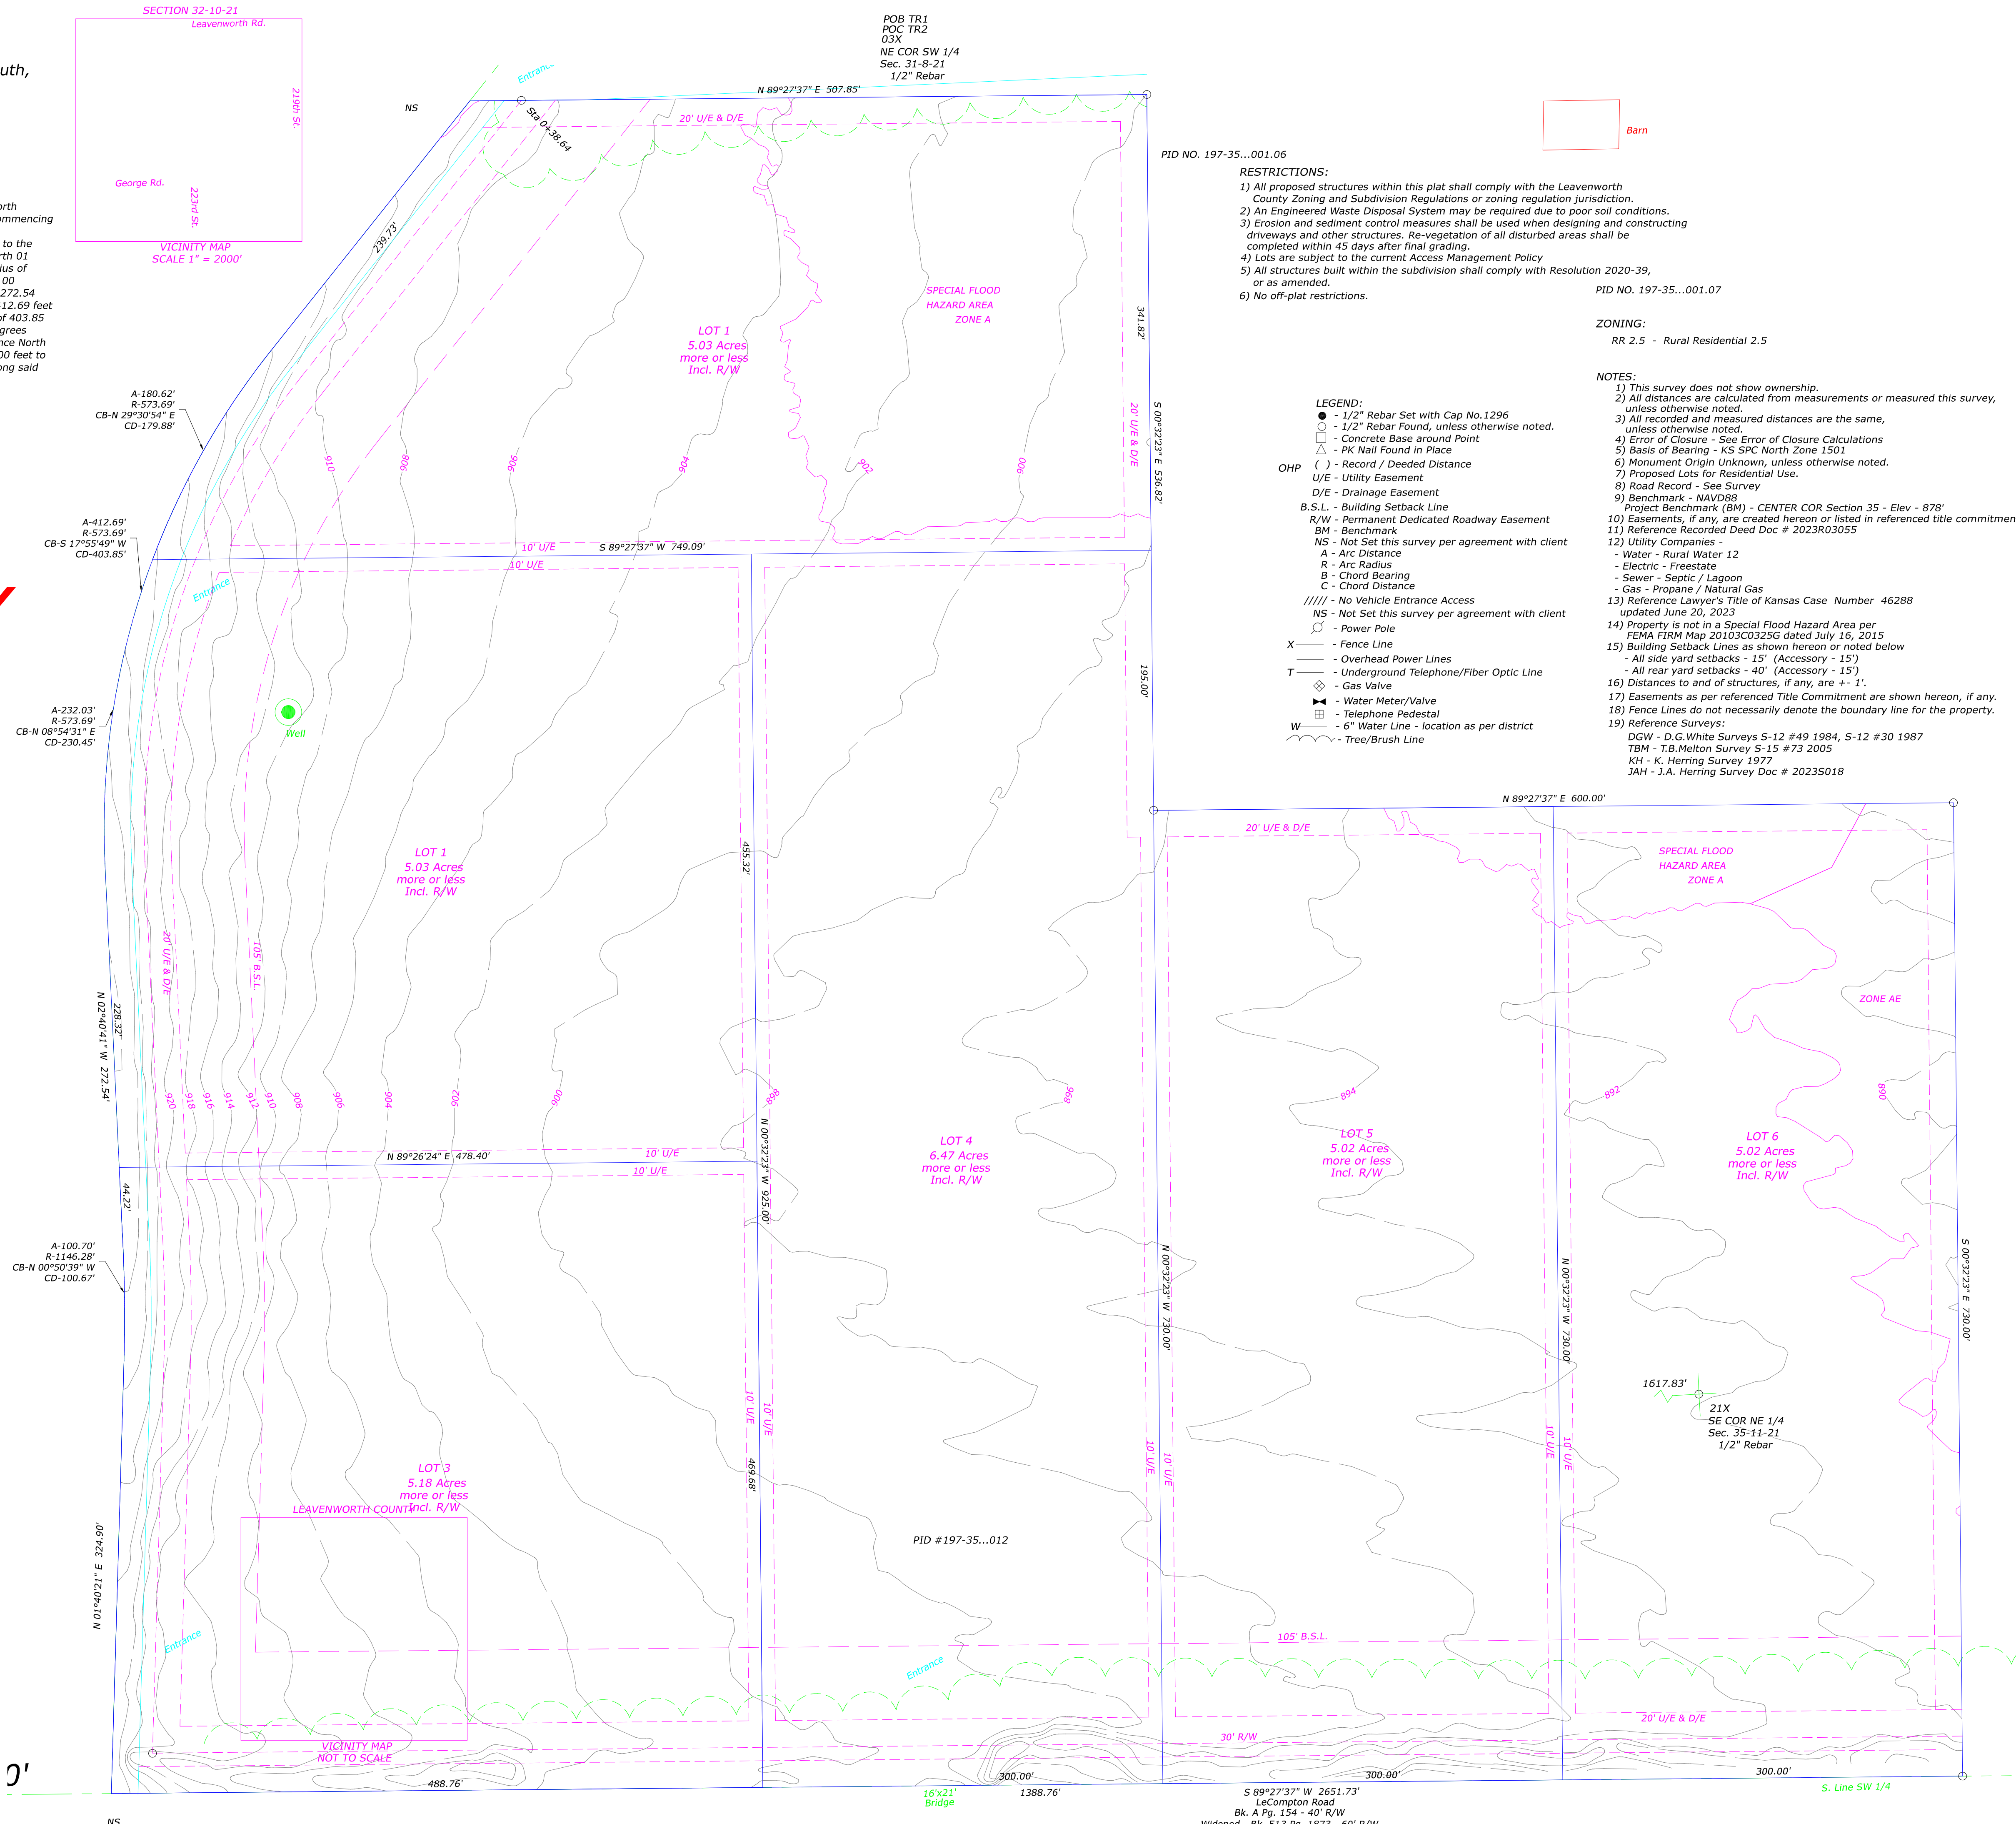 SECTION 32-10-21
Leavenworth Rd.
219th St.
George Rd.
223rd St.
VICINITY MAP
SCALE 1" = 2000'
uth,
orth
ommencing
to the
rth 01
ius of
00
272.54
12.69 feet
of 403.85
grees
nce North
00 feet to
ong said
POB TR1
POC TR2
03X
NE COR SW 1/4
Sec. 31-8-21
1/2" Rebar
NS
Entrance
Sta 0+38.64
N 89°27'37" E  507.85'
20' U/E & D/E
239.73'
SPECIAL FLOOD
HAZARD AREA
ZONE A
LOT 1
5.03 Acres
more or less
Incl. R/W
341.82'
20' U/E & D/E
S 00°32'23" E  536.82'
A-180.62'
R-573.69'
CB-N 29°30'54" E
CD-179.88'
910
908
906
904
902
900
A-412.69'
R-573.69'
CB-S 17°55'49" W
CD-403.85'
10' U/E
S 89°27'37" W  749.09'
10' U/E
Entrance
PID NO. 197-35...001.06
Barn
RESTRICTIONS:
1) All proposed structures within this plat shall comply with the Leavenworth
County Zoning and Subdivision Regulations or zoning regulation jurisdiction.
2) An Engineered Waste Disposal System may be required due to poor soil conditions.
3) Erosion and sediment control measures shall be used when designing and constructing
driveways and other structures. Re-vegetation of all disturbed areas shall be
completed within 45 days after final grading.
4) Lots are subject to the current Access Management Policy
5) All structures built within the subdivision shall comply with Resolution 2020-39,
or as amended.
6) No off-plat restrictions.
PID NO. 197-35...001.07
ZONING:
RR 2.5  -  Rural Residential 2.5
LEGEND:
- 1/2" Rebar Set with Cap No.1296
- 1/2" Rebar Found, unless otherwise noted.
- Concrete Base around Point
- PK Nail Found in Place
OHP
( ) - Record / Deeded Distance
U/E - Utility Easement
D/E - Drainage Easement
B.S.L. - Building Setback Line
R/W - Permanent Dedicated Roadway Easement
BM - Benchmark
NS - Not Set this survey per agreement with client
A - Arc Distance
R - Arc Radius
B - Chord Bearing
C - Chord Distance
///// - No Vehicle Entrance Access
NS - Not Set this survey per agreement with client
- Power Pole
X - Fence Line
- Overhead Power Lines
T - Underground Telephone/Fiber Optic Line
- Gas Valve
- Water Meter/Valve
- Telephone Pedestal
W - 6" Water Line - location as per district
- Tree/Brush Line
NOTES:
1) This survey does not show ownership.
2) All distances are calculated from measurements or measured this survey,
unless otherwise noted.
3) All recorded and measured distances are the same,
unless otherwise noted.
4) Error of Closure - See Error of Closure Calculations
5) Basis of Bearing - KS SPC North Zone 1501
6) Monument Origin Unknown, unless otherwise noted.
7) Proposed Lots for Residential Use.
8) Road Record - See Survey
9) Benchmark - NAVD88
Project Benchmark (BM) - CENTER COR Section 35 - Elev - 878'
10) Easements, if any, are created hereon or listed in referenced title commitmen
11) Reference Recorded Deed Doc # 2023R03055
12) Utility Companies -
- Water - Rural Water 12
- Electric - Freestate
- Sewer - Septic / Lagoon
- Gas - Propane / Natural Gas
13) Reference Lawyer's Title of Kansas Case  Number  46288
updated June 20, 2023
14) Property is not in a Special Flood Hazard Area per
FEMA FIRM Map 20103C0325G dated July 16, 2015
15) Building Setback Lines as shown hereon or noted below
- All side yard setbacks - 15'  (Accessory - 15')
- All rear yard setbacks - 40'  (Accessory - 15')
16) Distances to and of structures, if any, are +- 1'.
17) Easements as per referenced Title Commitment are shown hereon, if any.
18) Fence Lines do not necessarily denote the boundary line for the property.
19) Reference Surveys:
DGW - D.G.White Surveys S-12 #49 1984, S-12 #30 1987
TBM - T.B.Melton Survey S-15 #73 2005
KH - K. Herring Survey 1977
JAH - J.A. Herring Survey Doc # 2023S018
195.00'
A-232.03'
R-573.69'
CB-N 08°54'31" E
CD-230.45'
Well
LOT 1
5.03 Acres
more or less
Incl. R/W
455.32'
20' U/E & D/E
105' B.S.L.
N 02°40'41" W  272.54'
228.32'
N 89°27'37" E  600.00'
20' U/E & D/E
SPECIAL FLOOD
HAZARD AREA
ZONE A
ZONE AE
920
918
916
914
912
910
908
906
904
902
900
898
896
894
892
890
N 89°26'24" E  478.40'
10' U/E
10' U/E
N 00°32'23" W  925.00'
LOT 4
6.47 Acres
more or less
Incl. R/W
LOT 5
5.02 Acres
more or less
Incl. R/W
LOT 6
5.02 Acres
more or less
Incl. R/W
44.22'
A-100.70'
R-1146.28'
CB-N 00°50'39" W
CD-100.67'
N 00°32'23" W  730.00'
N 00°32'23" W  730.00'
S 00°32'23" E  730.00'
10' U/E
10' U/E
10' U/E
10' U/E
10' U/E
10' U/E
1617.83'
21X
SE COR NE 1/4
Sec. 35-11-21
1/2" Rebar
469.68'
LOT 3
5.18 Acres
more or less
Incl. R/W
LEAVENWORTH COUNTY
PID #197-35...012
N 01°40'21" E  324.90'
Entrance
Entrance
105' B.S.L.
20' U/E & D/E
30' R/W
VICINITY MAP
NOT TO SCALE
0'
488.76'
300.00'
300.00'
300.00'
16'x21'
Bridge
1388.76'
S 89°27'37" W  2651.73'
S. Line SW 1/4
LeCompton Road
Bk. A Pg. 154 - 40' R/W
Widened - Bk. 513 Pg. 1873 - 60' R/W
NS